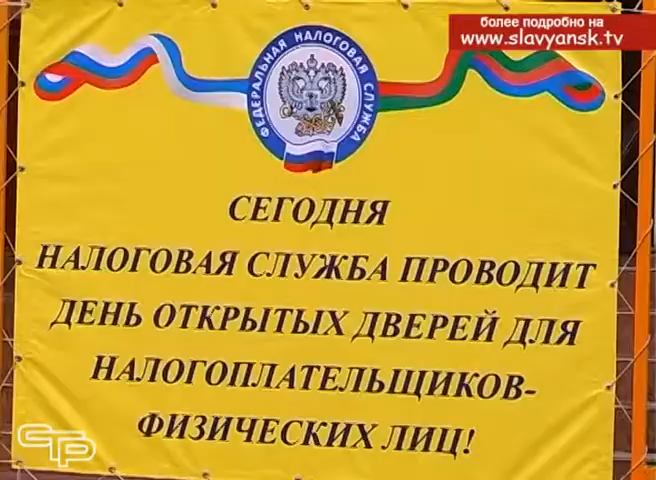 более подробно на
www.slavyansk.tv
ФЕДЕРАЛЬНАЯ НАЛОГОВАЯ СЛУЖБА
СЕГОДНЯ
НАЛОГОВАЯ СЛУЖБА ПРОВОДИТ
ДЕНЬ ОТКРЫТЫХ ДВЕРЕЙ ДЛЯ
НАЛОГОПЛАТЕЛЬЩИКОВ-
ФИЗИЧЕСКИХ ЛИЦ!
СТР